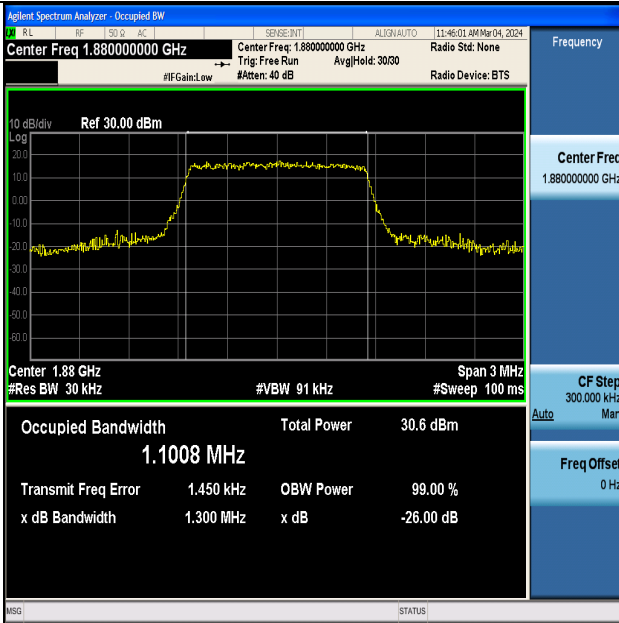 Agilent Spectrum Analyzer - Occupied BW
LXI RL RF 50 Ω AC SENSE:INT ALIGN AUTO 11:46:01 AM Mar 04, 2024
Center Freq 1.880000000 GHz
Center Freq: 1.880000000 GHz Radio Std: None
Trig: Free Run Avg|Hold: 30/30
#IFGain:Low #Atten: 40 dB Radio Device: BTS
10 dB/div Ref 30.00 dBm
Log
20.0
10.0
0.00
-10.0
-20.0
-30.0
-40.0
-50.0
-60.0
Center 1.88 GHz Span 3 MHz
#Res BW 30 kHz #VBW 91 kHz #Sweep 100 ms
Occupied Bandwidth Total Power 30.6 dBm
1.1008 MHz
Transmit Freq Error 1.450 kHz OBW Power 99.00 %
x dB Bandwidth 1.300 MHz x dB -26.00 dB
MSG STATUS
Frequency
Center Freq
1.880000000 GHz
CF Step
300.000 kHz
Auto Man
Freq Offset
0 Hz